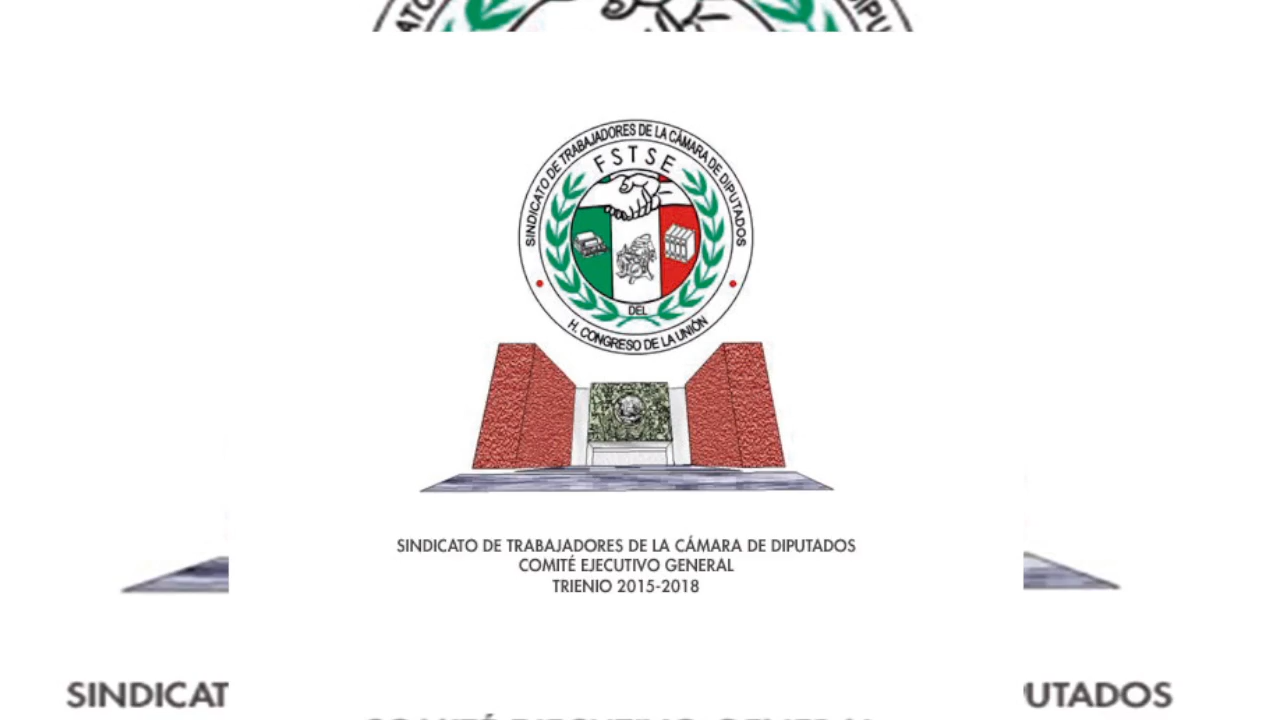 SINDICATO DE TRABAJADORES DE LA CÁMARA DE DIPUTADOS
FSTSE
DEL
H. CONGRESO DE LA UNIÓN
SINDICATO DE TRABAJADORES DE LA CÁMARA DE DIPUTADOS
COMITÉ EJECUTIVO GENERAL
TRIENIO 2015-2018
SINDICAT
UTADOS